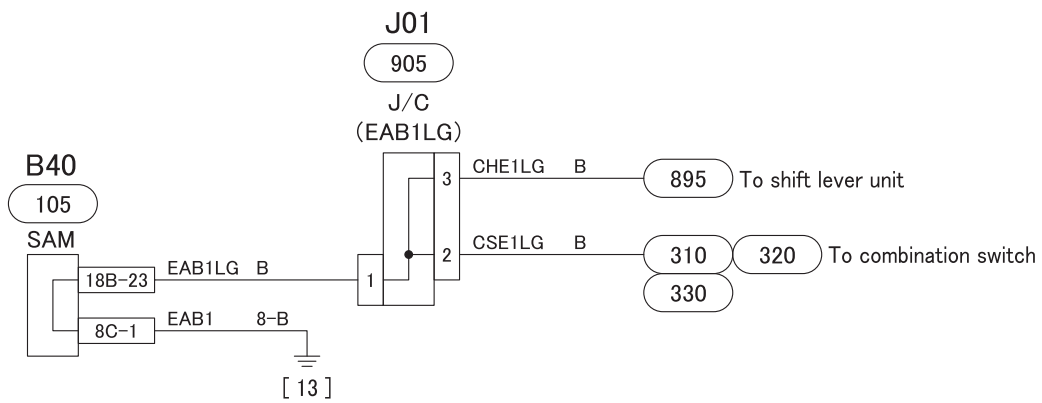 J01
905
J/C
(EAB1LG)
B40
105
SAM
3 CHE1LG B 895 To shift lever unit
2 CSE1LG B 310 320 To combination switch
330
18B-23 EAB1LG B 1
8C-1 EAB1 8-B
[ 13 ]